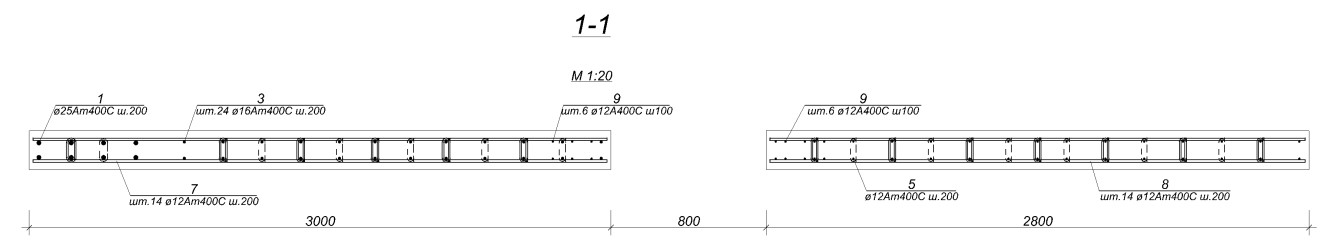 1-1
М 1:20
1
ø25Ат400С ш.200
3
шт.24 ø16Ат400С ш.200
9
шт.6 ø12А400С ш100
9
шт.6 ø12А400С ш100
7
шт.14 ø12Ат400С ш.200
5
ø12Ат400С ш.200
8
шт.14 ø12Ат400С ш.200
3000
800
2800